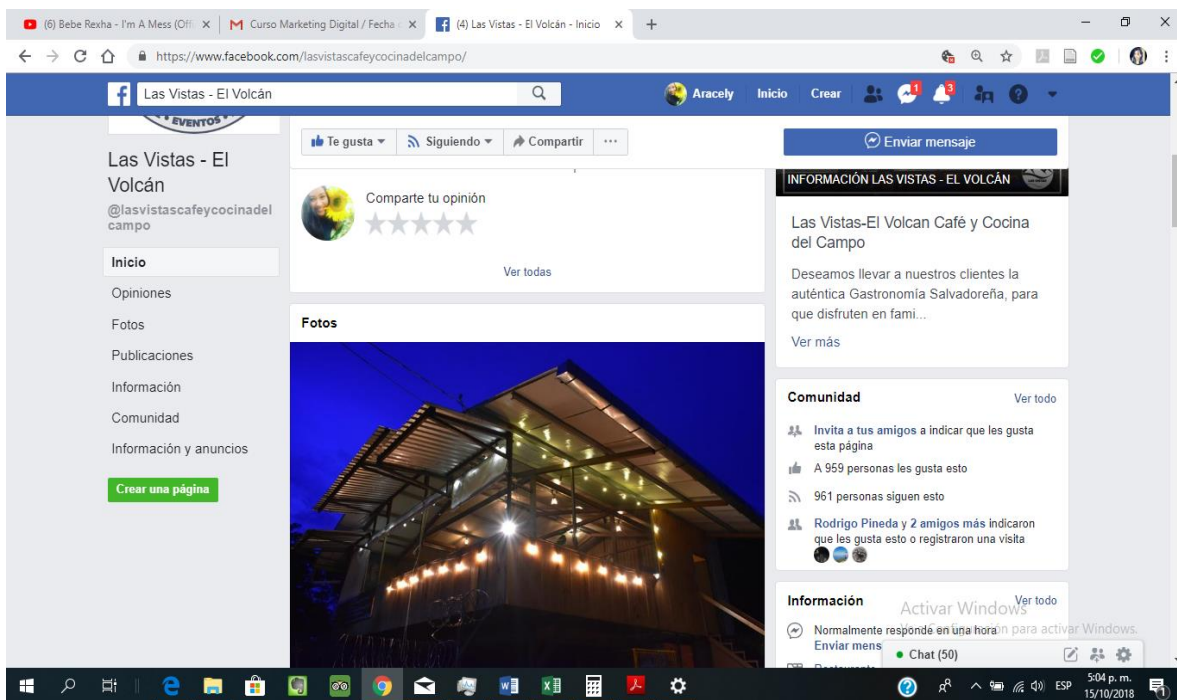 (6) Bebe Rexha - I'm A Mess (Offi
Curso Marketing Digital / Fecha
(4) Las Vistas - El Volcán - Inicio
https://www.facebook.com/lasvistascafeycocinadelcampo/
Las Vistas - El Volcán
Aracely
Inicio
Crear
1
3
EVENTOS
Las Vistas - El
Volcán
@lasvistascafeycocinadel
campo
Inicio
Opiniones
Fotos
Publicaciones
Información
Comunidad
Información y anuncios
Crear una página
Te gusta
Siguiendo
Compartir
Comparte tu opinión
Ver todas
Fotos
Enviar mensaje
INFORMACIÓN LAS VISTAS - EL VOLCÁN
Las Vistas-El Volcan Café y Cocina
del Campo
Deseamos llevar a nuestros clientes la
auténtica Gastronomía Salvadoreña, para
que disfruten en fami...
Ver más
Comunidad Ver todo
Invita a tus amigos a indicar que les gusta
esta página
A 959 personas les gusta esto
961 personas siguen esto
Rodrigo Pineda y 2 amigos más indicaron
que les gusta esto o registraron una visita
Información Ver todo
Activar Windows
Normalmente responde en una hora
para activar Windows.
Enviar mens
Chat (50)
ESP
5:04 p. m.
15/10/2018